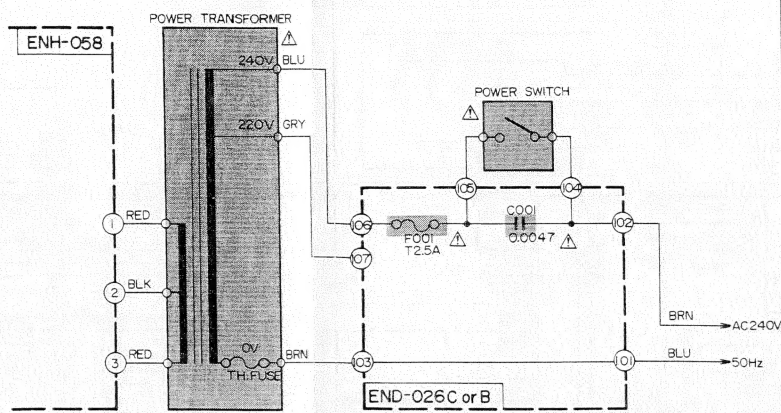 POWER TRANSFORMER
ENH-058
240V BLU
POWER SWITCH
220V GRY
105
104
1 RED
106
F001
T2.5A
C001
0.0047
102
107
2 BLK
BRN
AC240V
3 RED
0V
TH.FUSE
BRN
103
101
BLU
50Hz
END-026C or B